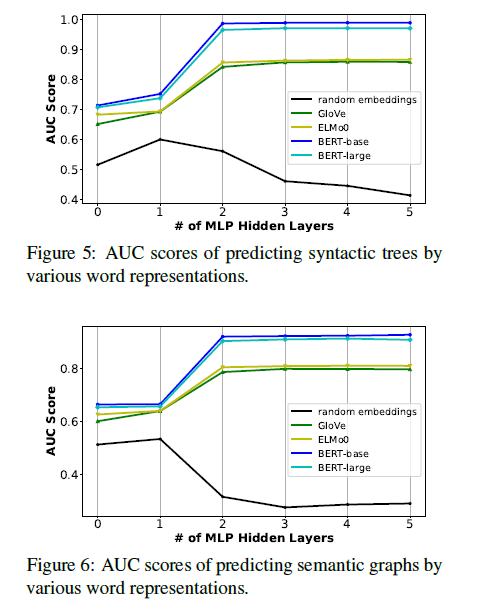 1.0
0.9
0.8
0.7
0.6
0.5
0.4
AUC Score
random embeddings
GloVe
ELMo0
BERT-base
BERT-large
0 1 2 3 4 5
# of MLP Hidden Layers
Figure 5: AUC scores of predicting syntactic trees by
various word representations.
0.8
0.6
0.4
AUC Score
random embeddings
GloVe
ELMo0
BERT-base
BERT-large
0 1 2 3 4 5
# of MLP Hidden Layers
Figure 6: AUC scores of predicting semantic graphs by
various word representations.